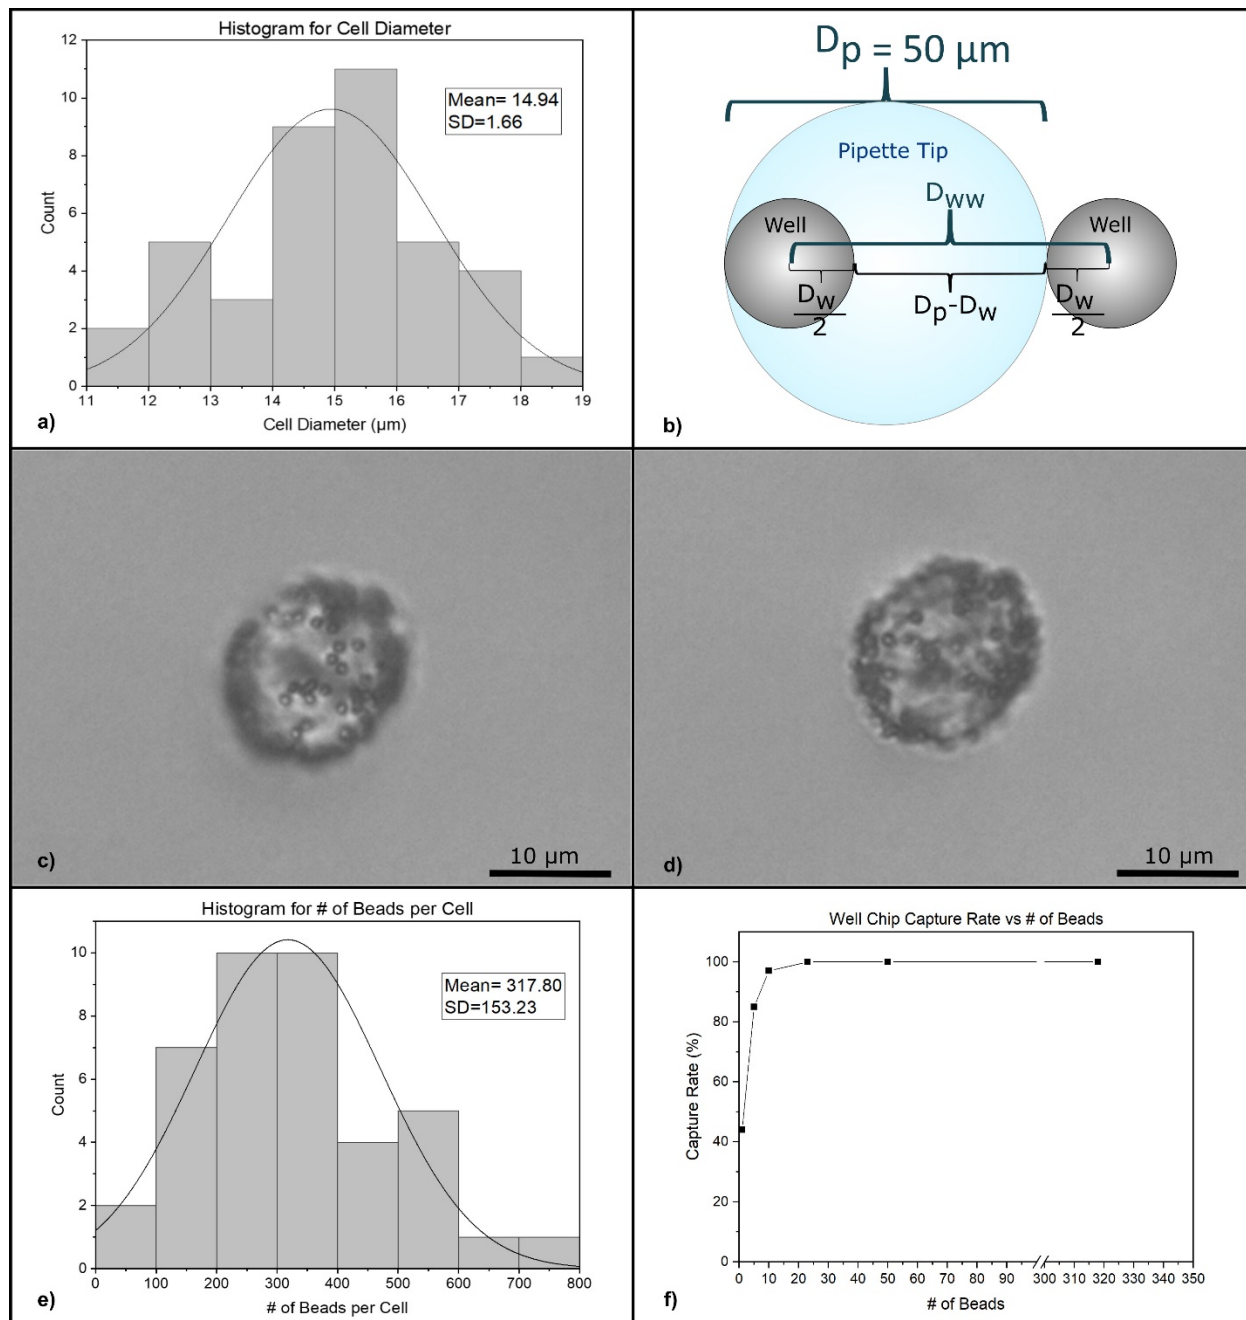 Histogram for Cell Diameter
12
10
8
6
4
2
0
Count
Mean= 14.94
SD=1.66
11 12 13 14 15 16 17 18 19
Cell Diameter (µm)
a)
Dp = 50 µm
Pipette Tip
Dww
Well
Well
Dw
2
Dp-Dw
Dw
2
b)
c)
10 µm
d)
10 µm
Histogram for # of Beads per Cell
10
8
6
4
2
0
Count
Mean= 317.80
SD=153.23
0 100 200 300 400 500 600 700 800
# of Beads per Cell
e)
Well Chip Capture Rate vs # of Beads
100
80
60
40
20
0
Capture Rate (%)
0 10 20 30 40 50 60 70 80 90 300 310 320 330 340 350
# of Beads
f)